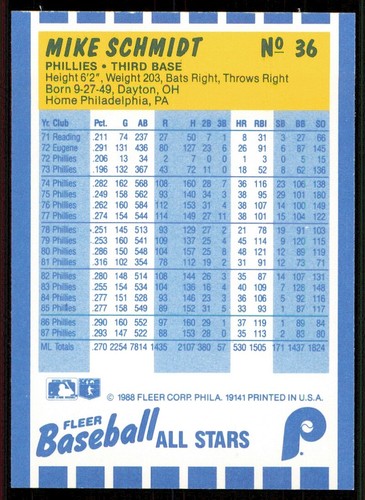 MIKE SCHMIDT No 36
PHILLIES • THIRD BASE
Height 6'2", Weight 203, Bats Right, Throws Right
Born 9-27-49, Dayton, OH
Home Philadelphia, PA
Yr. Club Pct. G AB R H 2B 3B HR RBI SB BB SO
71 Reading .211 74 237 27 50 7 1 8 31 3 27 66
72 Eugene .291 131 436 80 127 23 6 26 91 6 87 145
72 Phillies .206 13 34 2 7 0 0 1 3 0 5 15
73 Phillies .196 132 367 43 72 11 0 18 52 8 62 136
74 Phillies .282 162 568 108 160 28 7 36 116 23 106 138
75 Phillies .249 158 562 93 140 34 3 38 95 29 101 180
76 Phillies .262 160 584 112 153 31 4 38 107 14 100 149
77 Phillies .274 154 544 114 149 27 11 38 101 15 104 122
78 Phillies .251 145 513 93 129 27 2 21 78 19 91 103
79 Phillies .253 160 541 109 137 25 4 45 114 9 120 115
80 Phillies .286 150 548 104 157 25 8 48 121 12 89 119
81 Phillies .316 102 354 78 112 19 2 31 91 12 73 71
82 Phillies .280 148 514 108 144 26 3 35 87 14 107 131
83 Phillies .255 154 534 104 136 16 4 40 109 7 128 148
84 Phillies .277 151 528 93 146 23 3 36 106 5 92 116
85 Phillies .277 158 549 89 152 31 5 33 93 1 87 117
86 Phillies .290 160 552 97 160 29 1 37 119 1 89 84
87 Phillies .293 147 522 88 153 28 0 35 113 2 83 80
ML Totals .270 2254 7814 1435 2107 380 57 530 1505 171 1437 1824
© 1988 FLEER CORP. PHILA. 19141 PRINTED IN U.S.A.
FLEER
Baseball ALL STARS
P